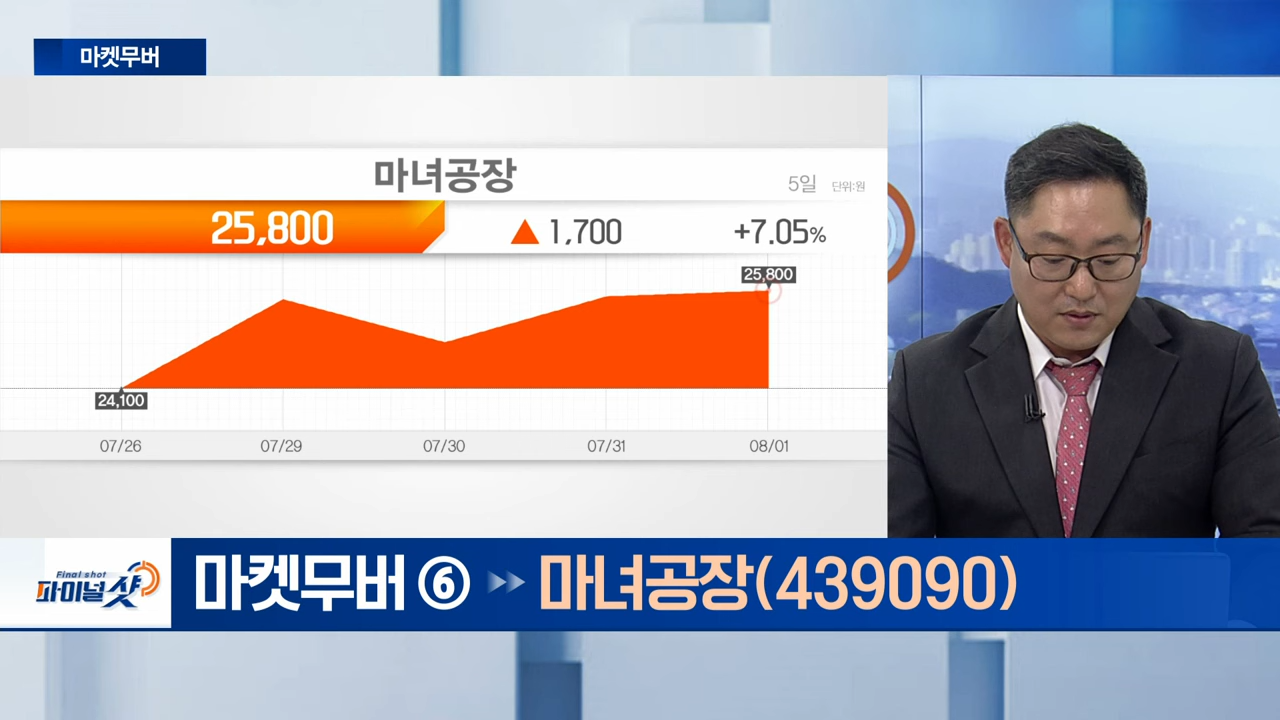 마켓무버
마녀공장
5일 단위:원
25,800 ▲ 1,700 +7.05%
25,800
24,100
07/26 07/29 07/30 07/31 08/01
Final shot
파이널샷
마켓무버 ⑥ 마녀공장(439090)